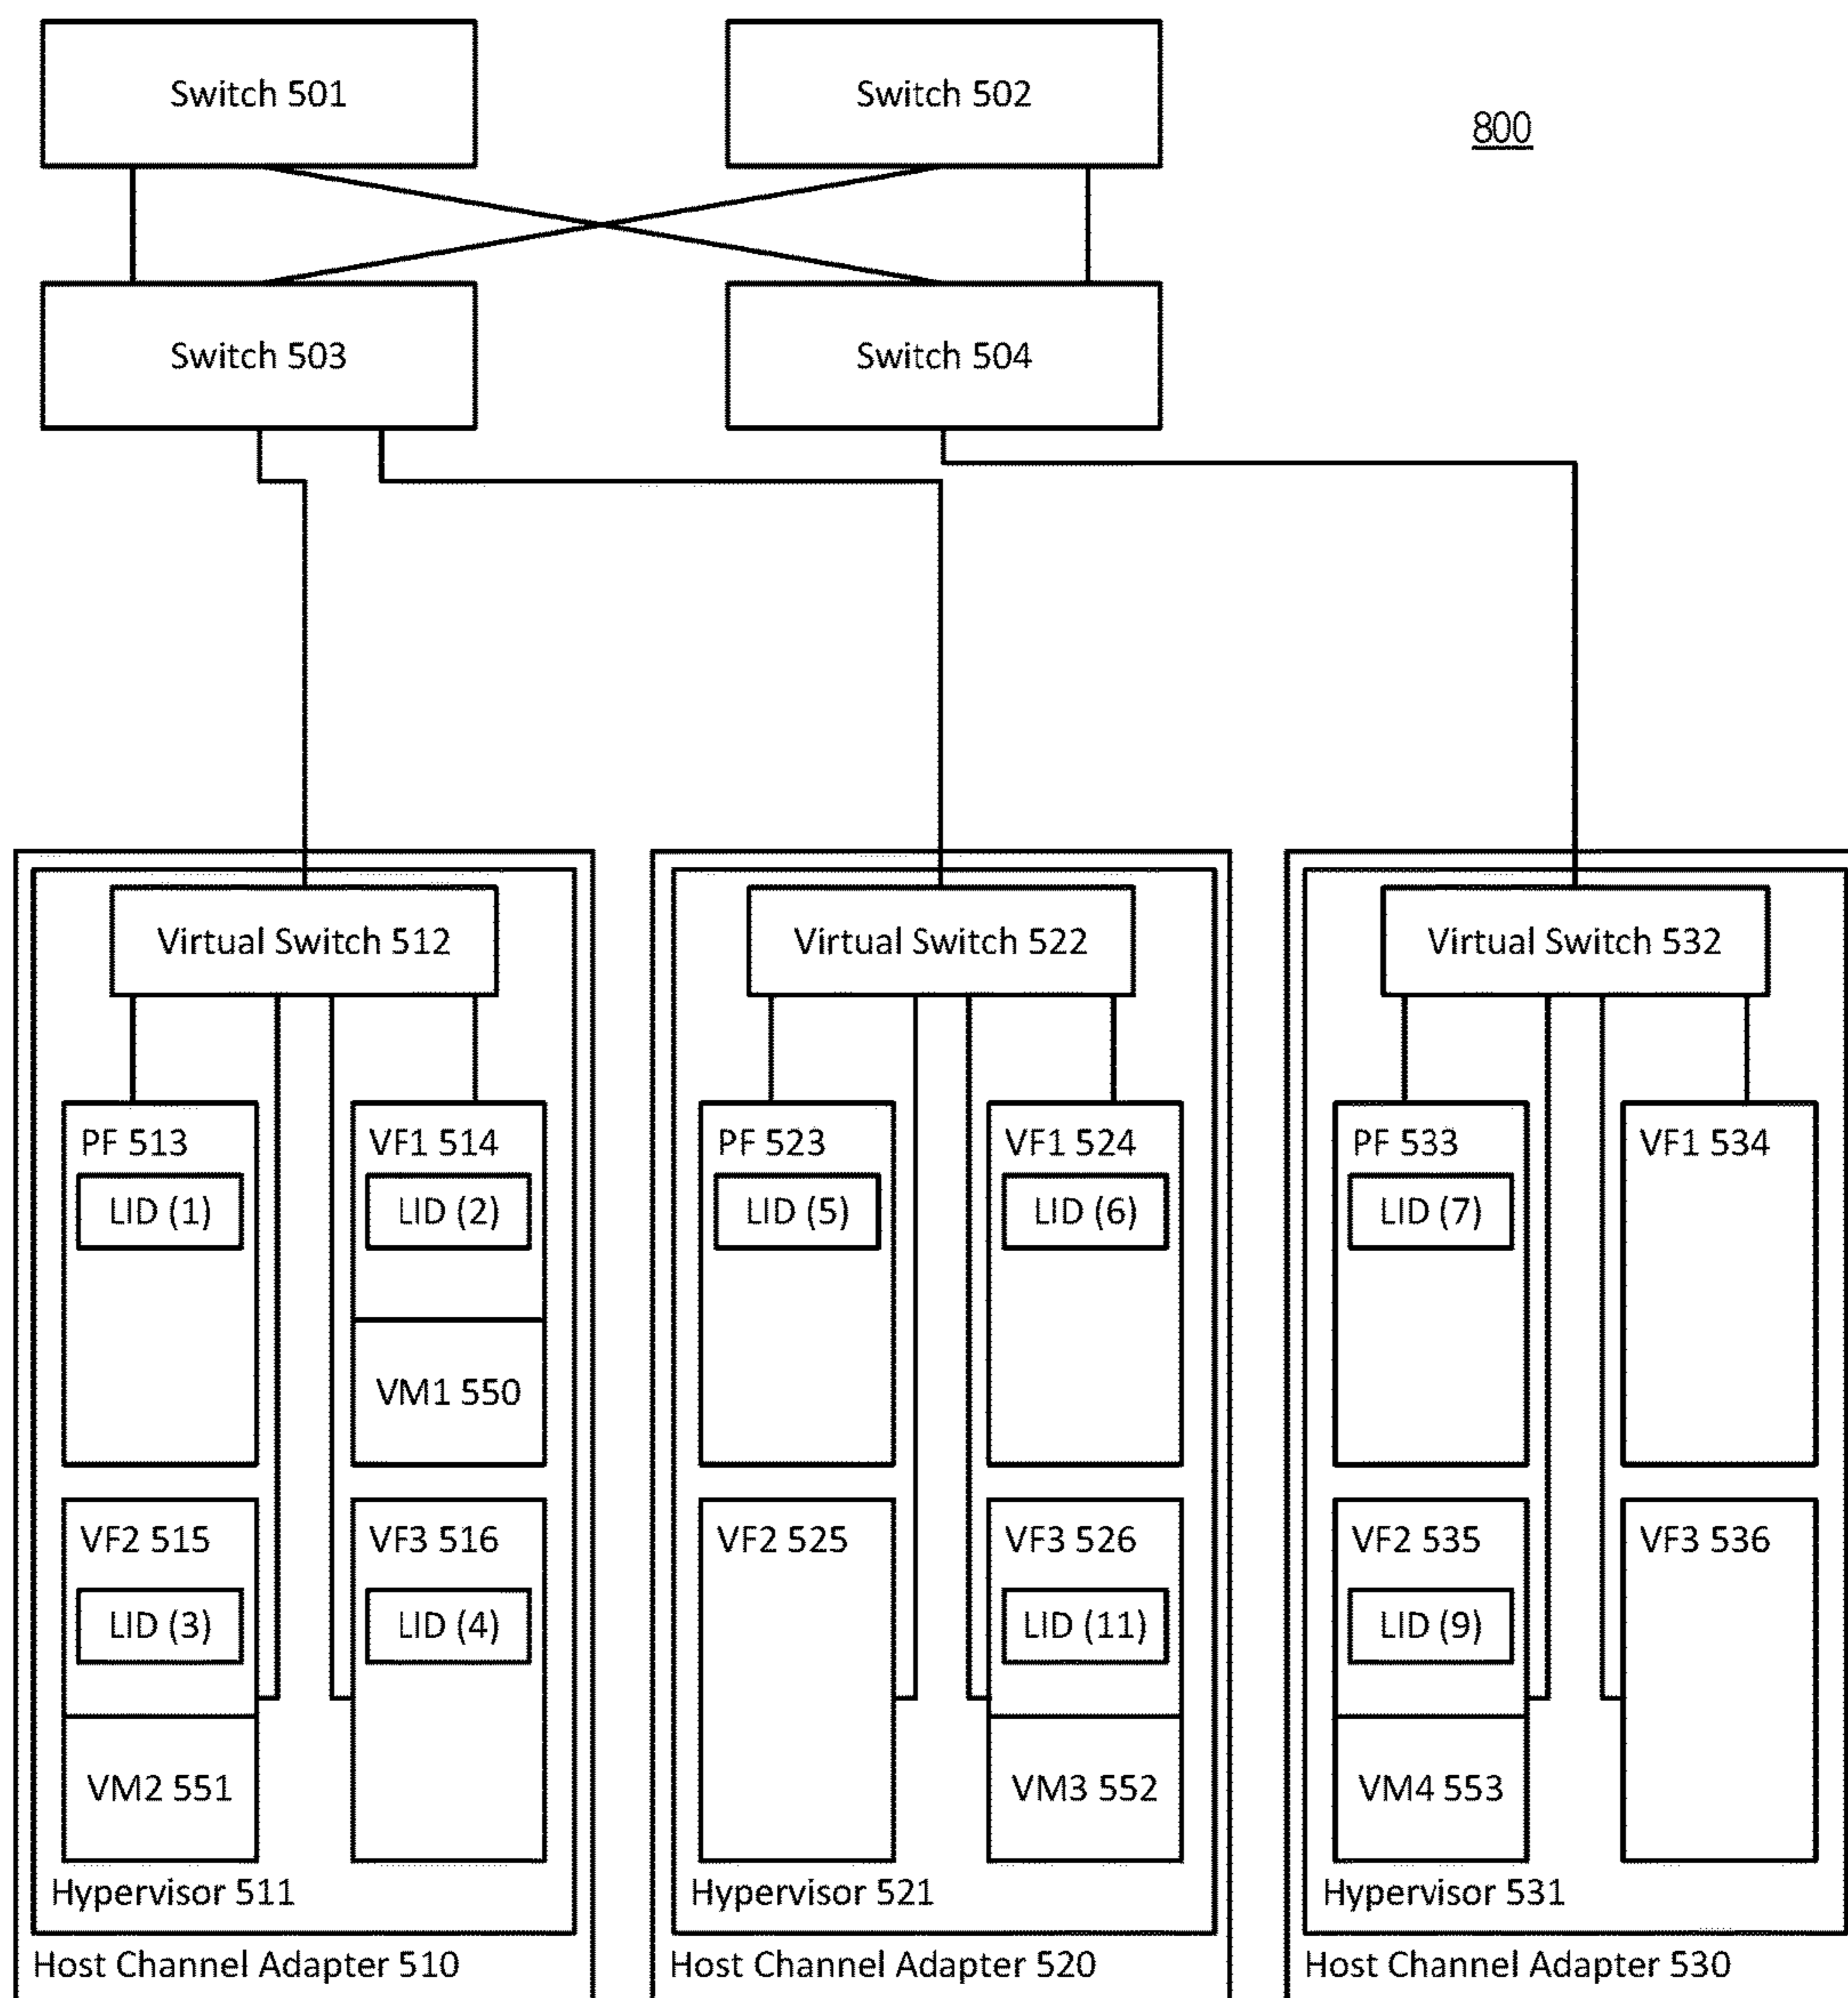 Switch 501
Switch 502
800
Switch 503
Switch 504
Virtual Switch 512
Virtual Switch 522
Virtual Switch 532
PF 513
LID (1)
VF1 514
LID (2)
VM1 550
PF 523
LID (5)
VF1 524
LID (6)
PF 533
LID (7)
VF1 534
VF2 515
LID (3)
VM2 551
VF3 516
LID (4)
VF2 525
VF3 526
LID (11)
VM3 552
VF2 535
LID (9)
VM4 553
VF3 536
Hypervisor 511
Hypervisor 521
Hypervisor 531
Host Channel Adapter 510
Host Channel Adapter 520
Host Channel Adapter 530